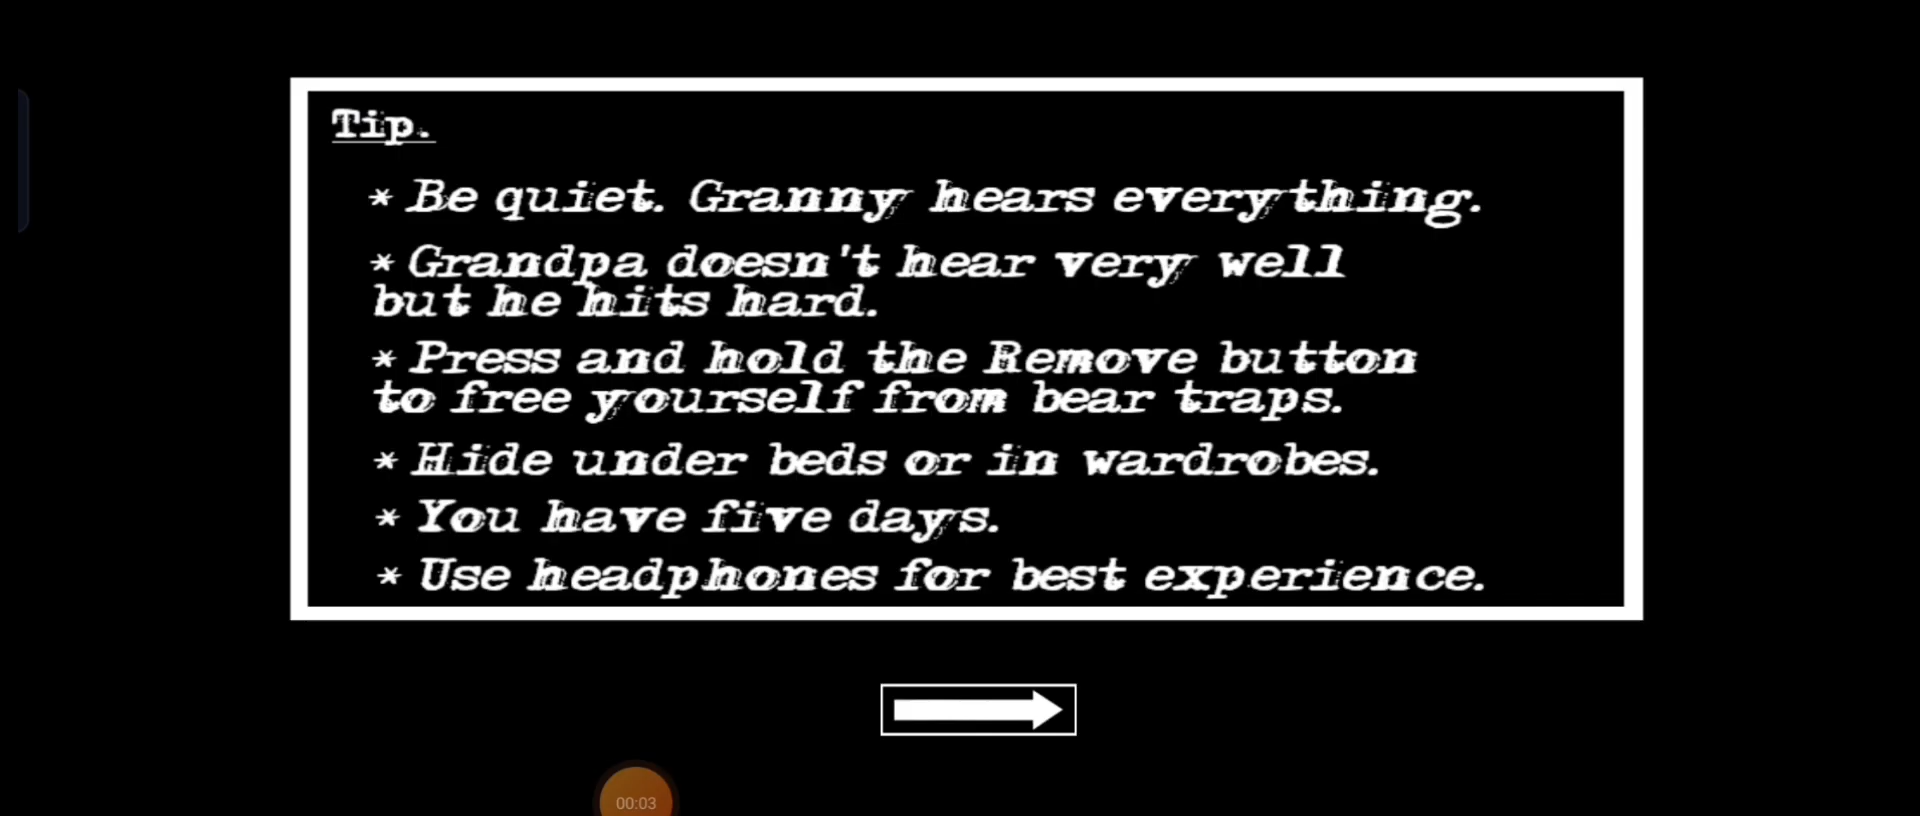 Tip.
* Be quiet. Granny hears everything.
* Grandpa doesn't hear very well
but he hits hard.
* Press and hold the Remove button
to free yourself from bear traps.
* Hide under beds or in wardrobes.
* You have five days.
* Use headphones for best experience.
00:03